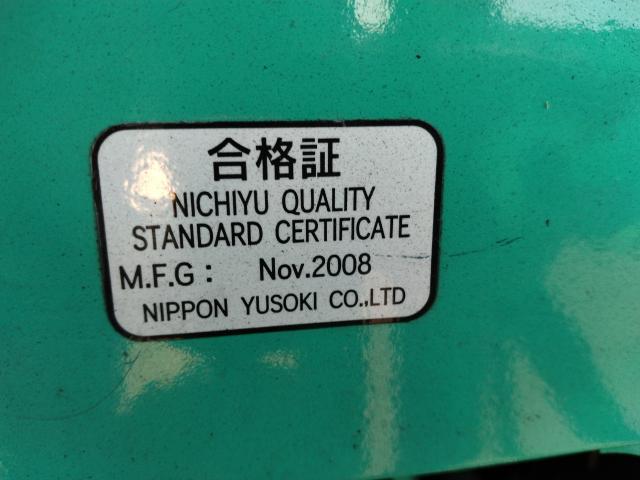 合格証
NICHIYU QUALITY
STANDARD CERTIFICATE
M.F.G : Nov.2008
NIPPON YUSOKI CO.,LTD